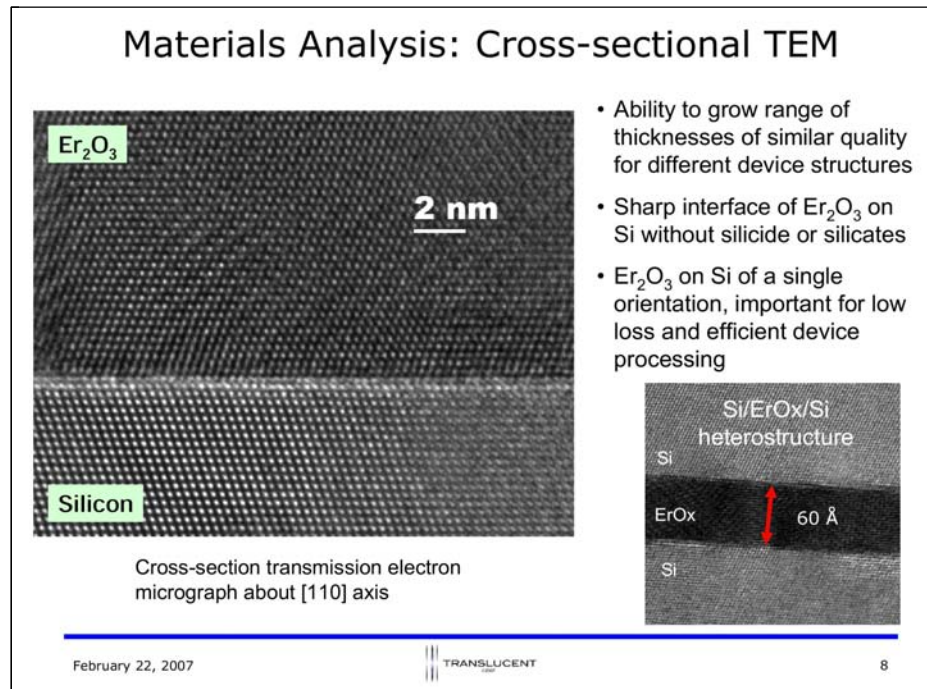 Materials Analysis: Cross-sectional TEM
Er₂O₃
2 nm
Silicon
Cross-section transmission electron
micrograph about [110] axis
• Ability to grow range of
thicknesses of similar quality
for different device structures
• Sharp interface of Er₂O₃ on
Si without silicide or silicates
• Er₂O₃ on Si of a single
orientation, important for low
loss and efficient device
processing
Si/ErOx/Si
heterostructure
Si
ErOx
60 Å
Si
February 22, 2007
TRANSLUCENT
8